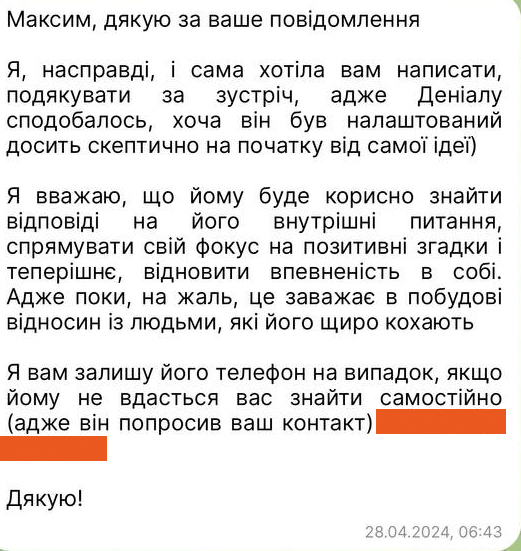 Максим, дякую за ваше повідомлення
Я, насправді, і сама хотіла вам написати,
подякувати за зустріч, адже Деніалу
сподобалось, хоча він був налаштований
досить скептично на початку від самої ідеї)
Я вважаю, що йому буде корисно знайти
відповіді на його внутрішні питання,
спрямувати свій фокус на позитивні згадки і
теперішнє, відновити впевненість в собі.
Адже поки, на жаль, це заважає в побудові
відносин із людьми, які його щиро кохають
Я вам залишу його телефон на випадок, якщо
йому не вдасться вас знайти самостійно
(адже він попросив ваш контакт)
Дякую!
28.04.2024, 06:43